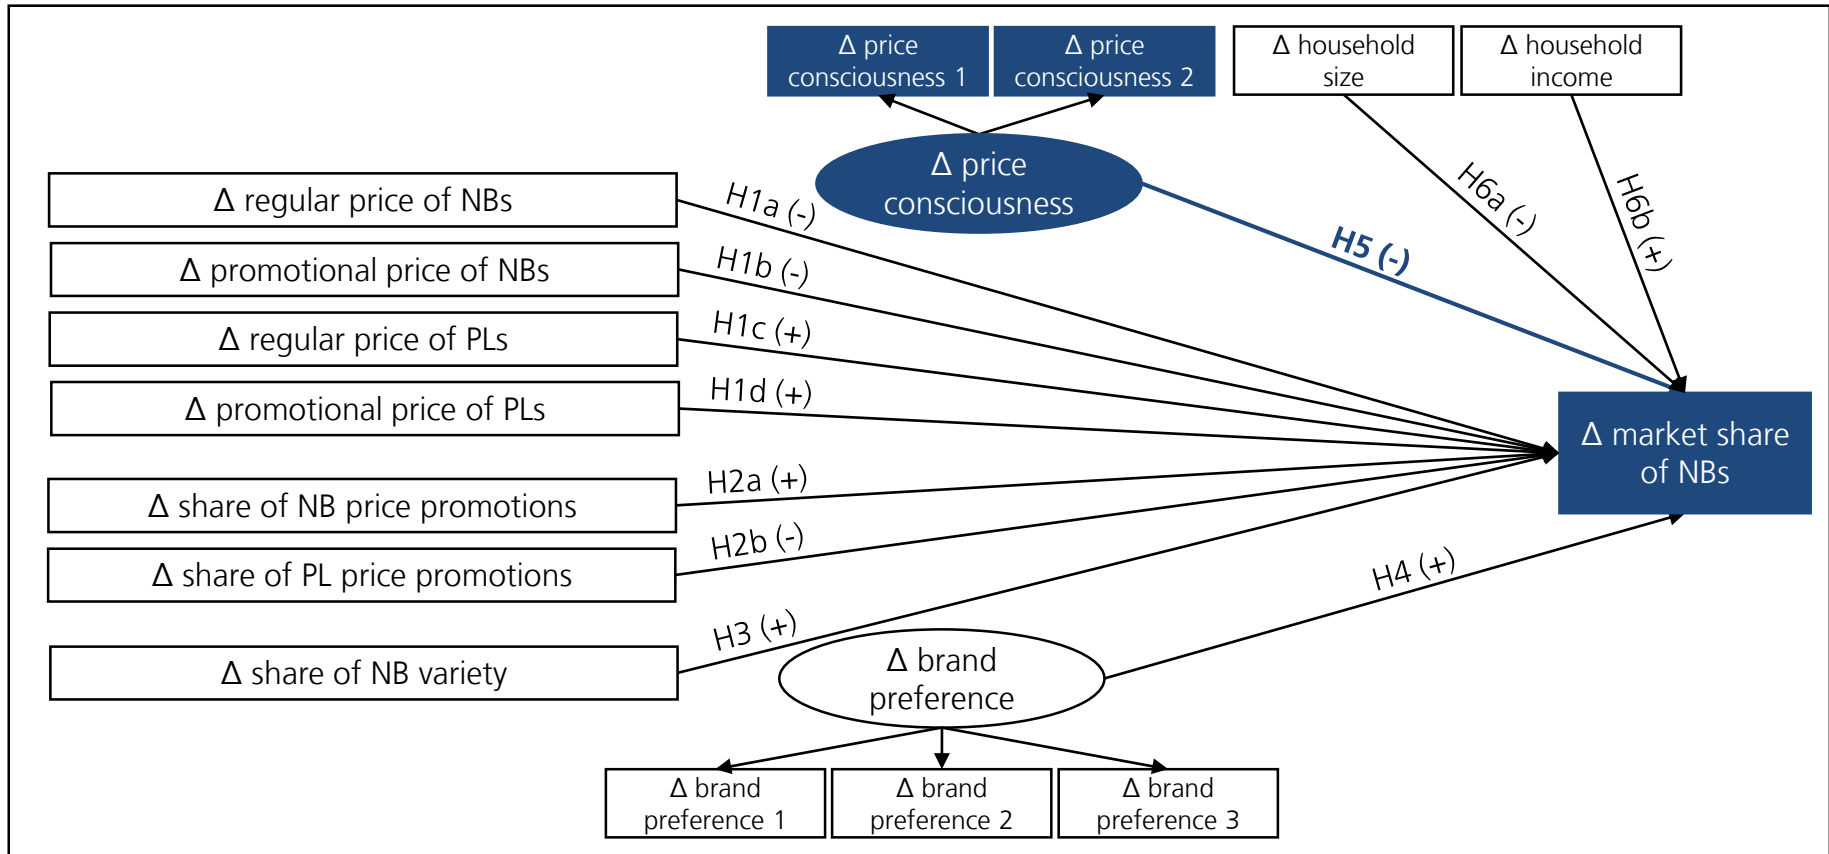 Δ price
consciousness 1
Δ price
consciousness 2
Δ household
size
Δ household
income
Δ price
consciousness
Δ regular price of NBs
Δ promotional price of NBs
Δ regular price of PLs
Δ promotional price of PLs
Δ share of NB price promotions
Δ share of PL price promotions
Δ share of NB variety
H1a (-)
H1b (-)
H1c (+)
H1d (+)
H2a (+)
H2b (-)
H3 (+)
H5 (-)
H6a (-)
H6b (+)
Δ market share
of NBs
H4 (+)
Δ brand
preference
Δ brand
preference 1
Δ brand
preference 2
Δ brand
preference 3